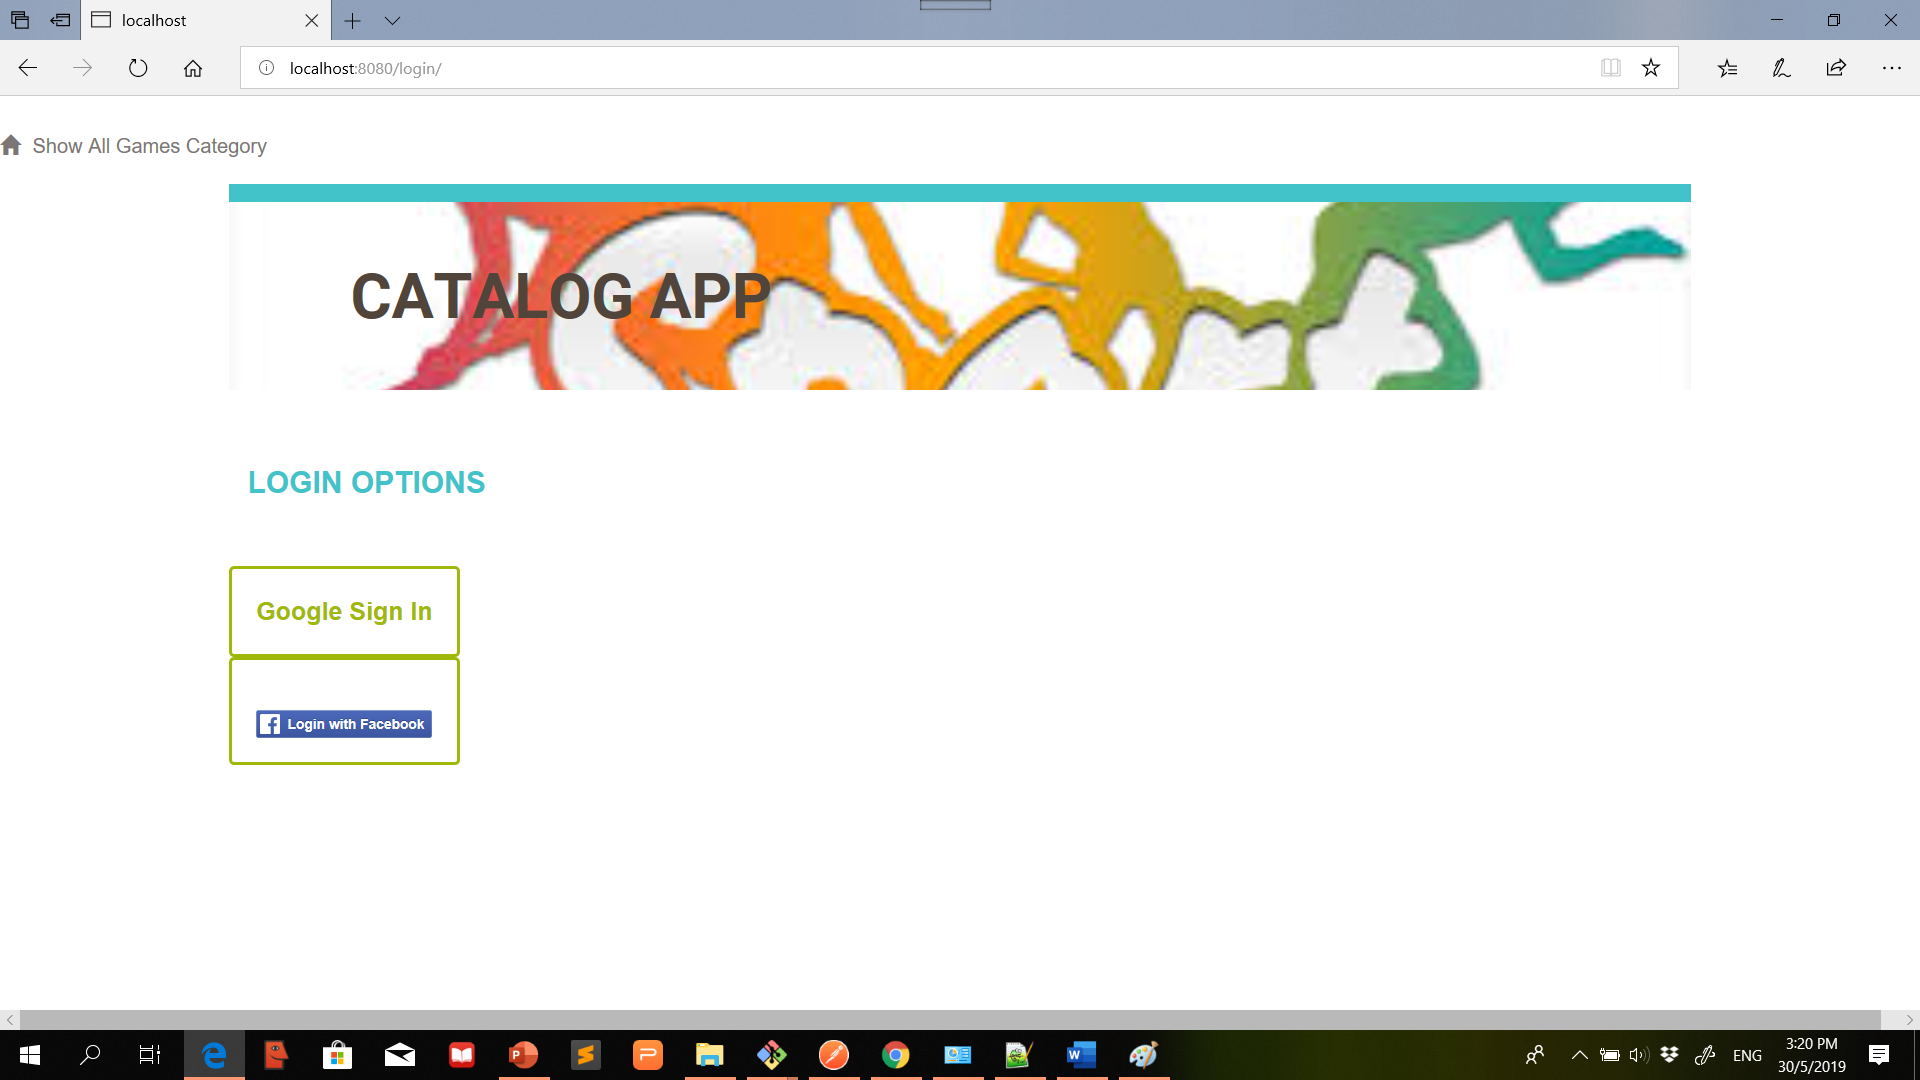 localhost
localhost:8080/login/
Show All Games Category
CATALOG APP
LOGIN OPTIONS
Google Sign In
Login with Facebook
ENG
3:20 PM
30/5/2019